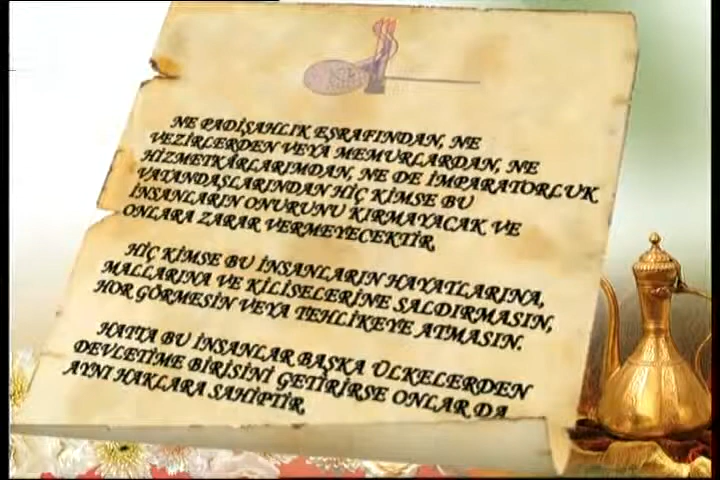 NE PADİŞAHLIK EŞRAFINDAN, NE
VEZİRLERDEN VEYA MEMURLARDAN, NE
HİZMETKÂRLARIMDAN, NE DE İMPARATORLUK
VATANDAŞLARINDAN HİÇ KİMSE BU
İNSANLARIN ONURUNU KIRMAYACAK VE
ONLARA ZARAR VERMEYECEKTİR.
HİÇ KİMSE BU İNSANLARIN HAYATLARINA,
MALLARINA VE KİLİSELERİNE SALDIRMASIN,
HOR GÖRMESİN VEYA TEHLİKEYE ATMASIN.
HATTA BU İNSANLAR BAŞKA ÜLKELERDEN
DEVLETİME BİRİSİNİ GETİRİRSE ONLAR DA
AYNI HAKLARA SAHİPTİR.